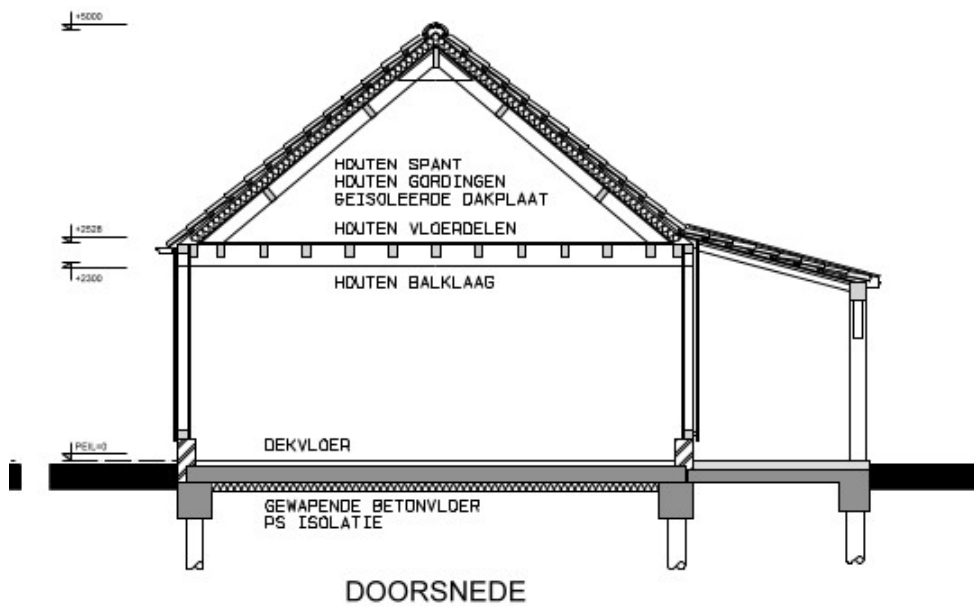 +5000
HOUTEN SPANT
HOUTEN GORDINGEN
GEISOLEERDE DAKPLAAT
+2528
HOUTEN VLOERDELEN
+2300
HOUTEN BALKLAAG
PEIL=0
DEKVLOER
GEWAPENDE BETONVLOER
PS ISOLATIE
DOORSNEDE